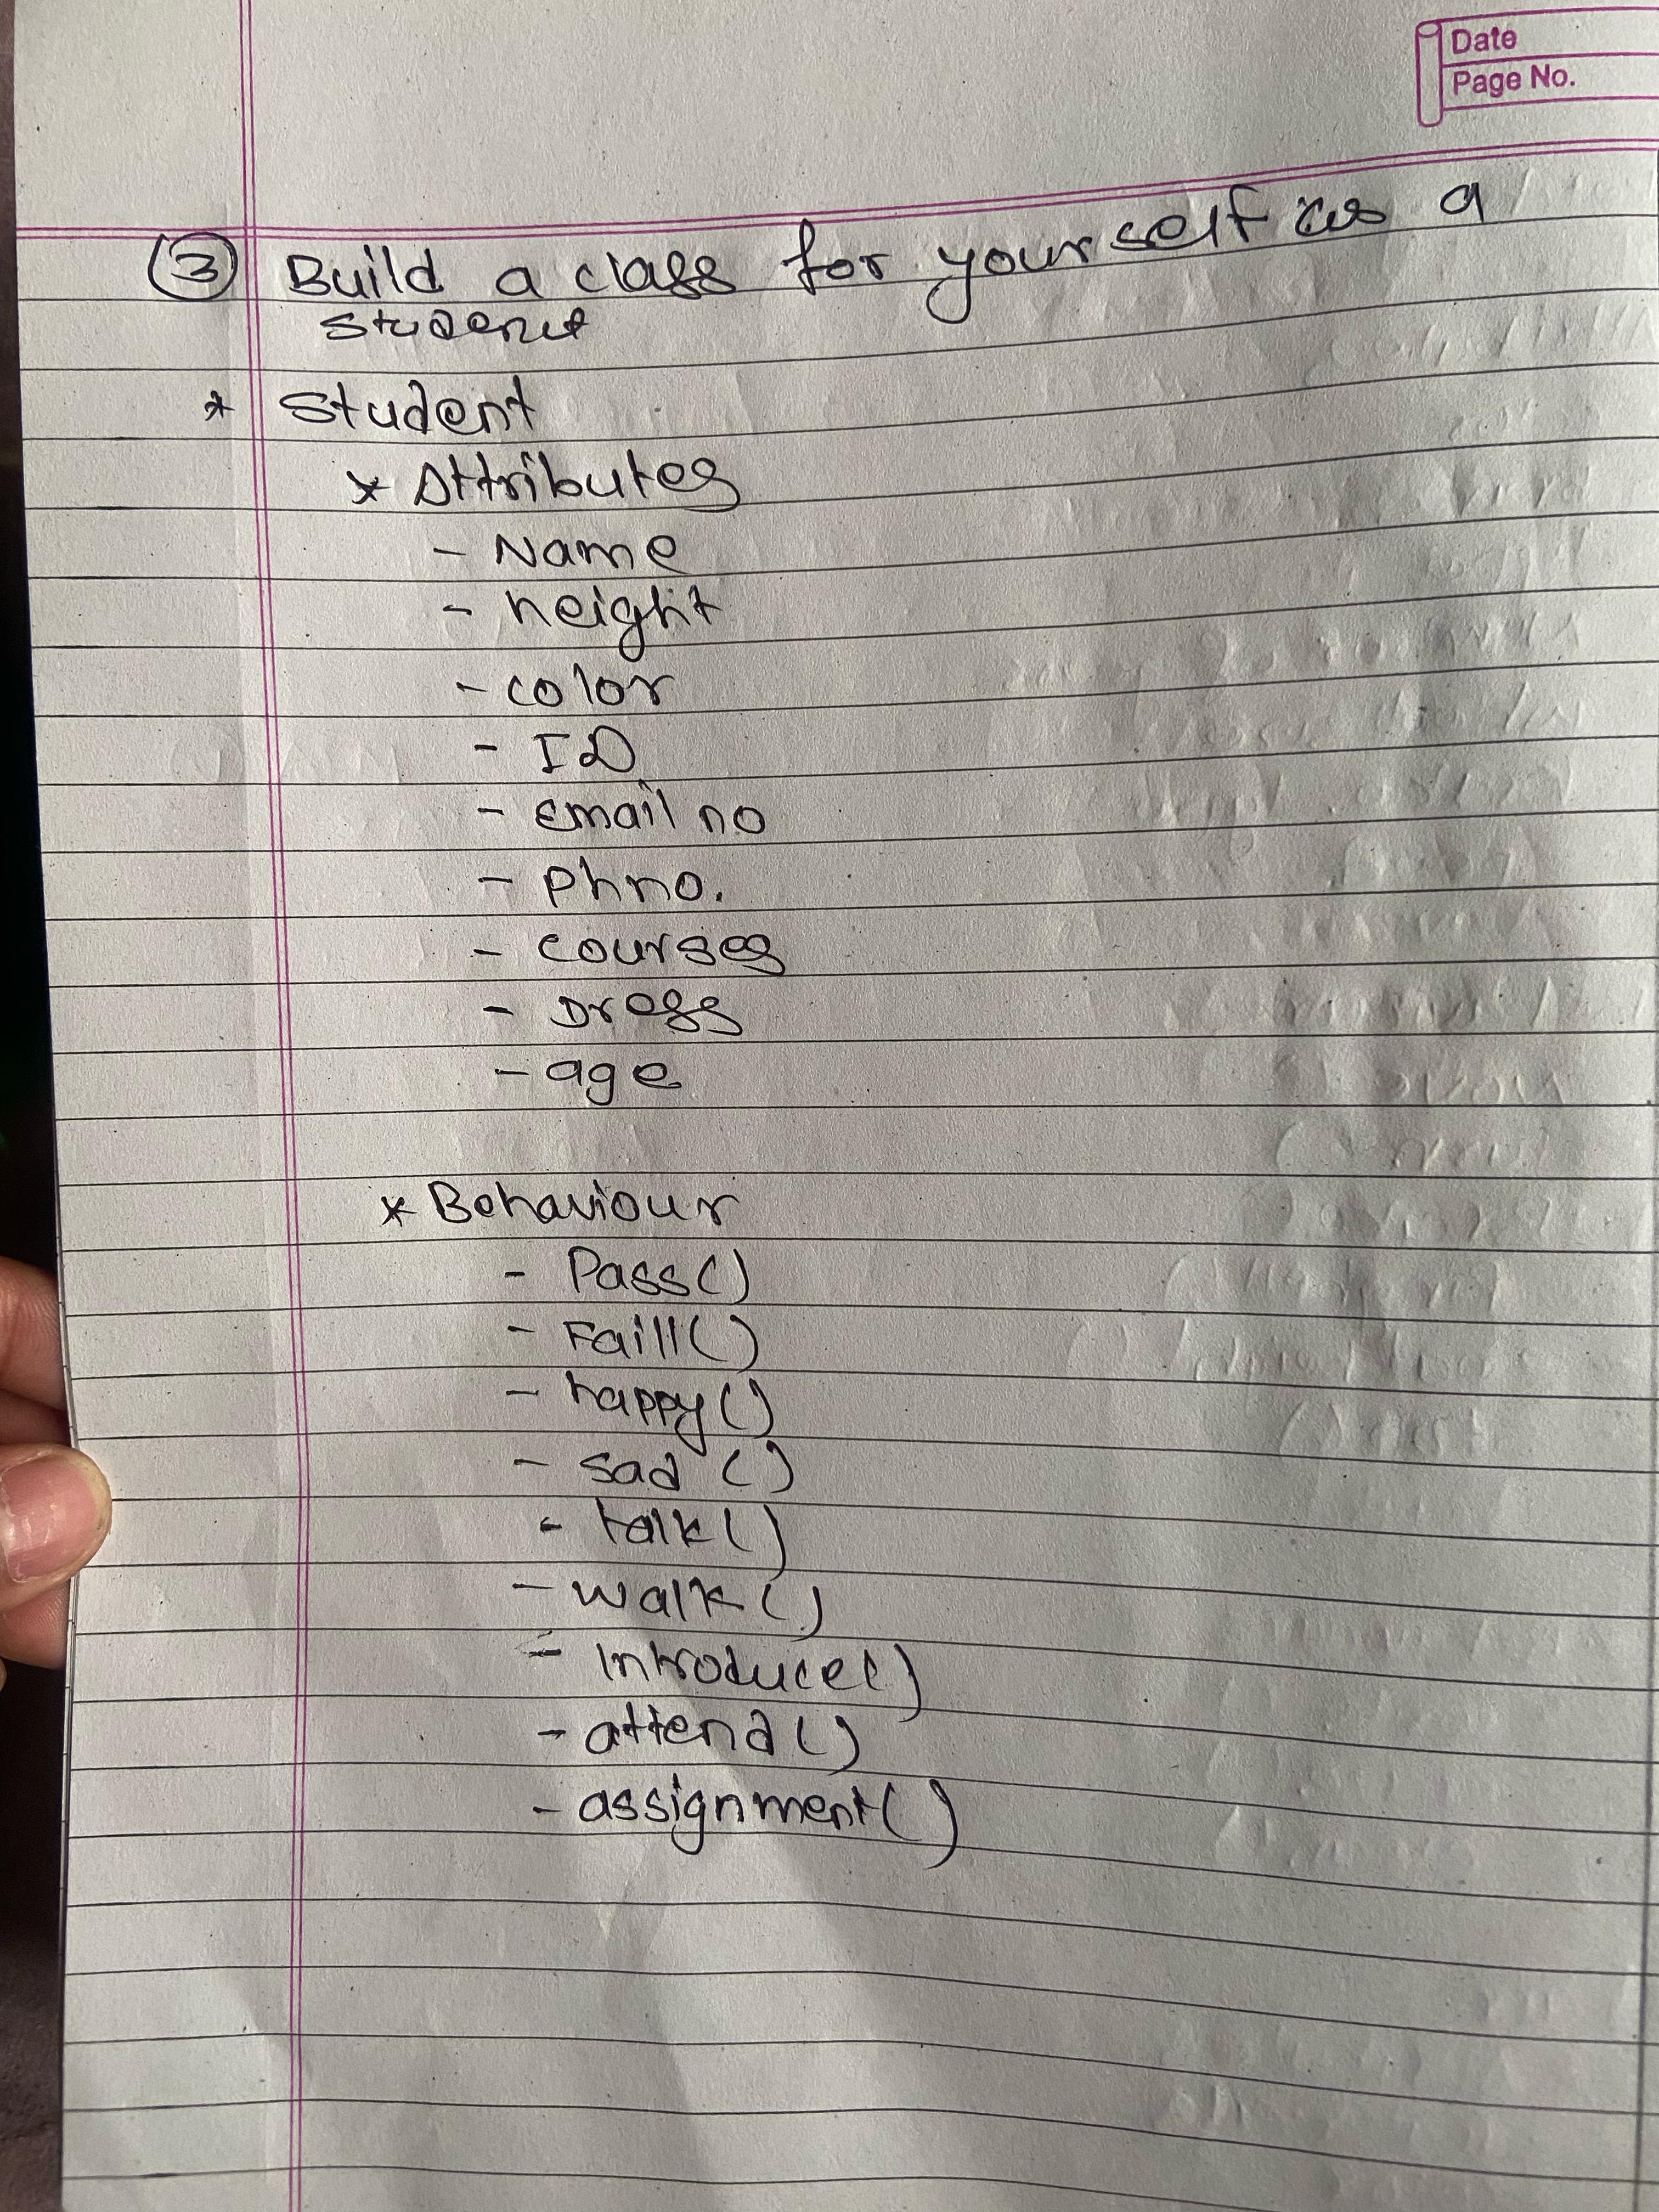 Date
Page No.
3 Build a class for yourself as a
Student
* Student
* Attributes
- Name
- height
- color
- ID
- Email no
- Phno.
- courses
- Dress
- age
* Behaviour
- Pass()
- Faill()
- happy()
- sad ()
- talk()
- walk()
- Introduce()
- attend()
- assignment()